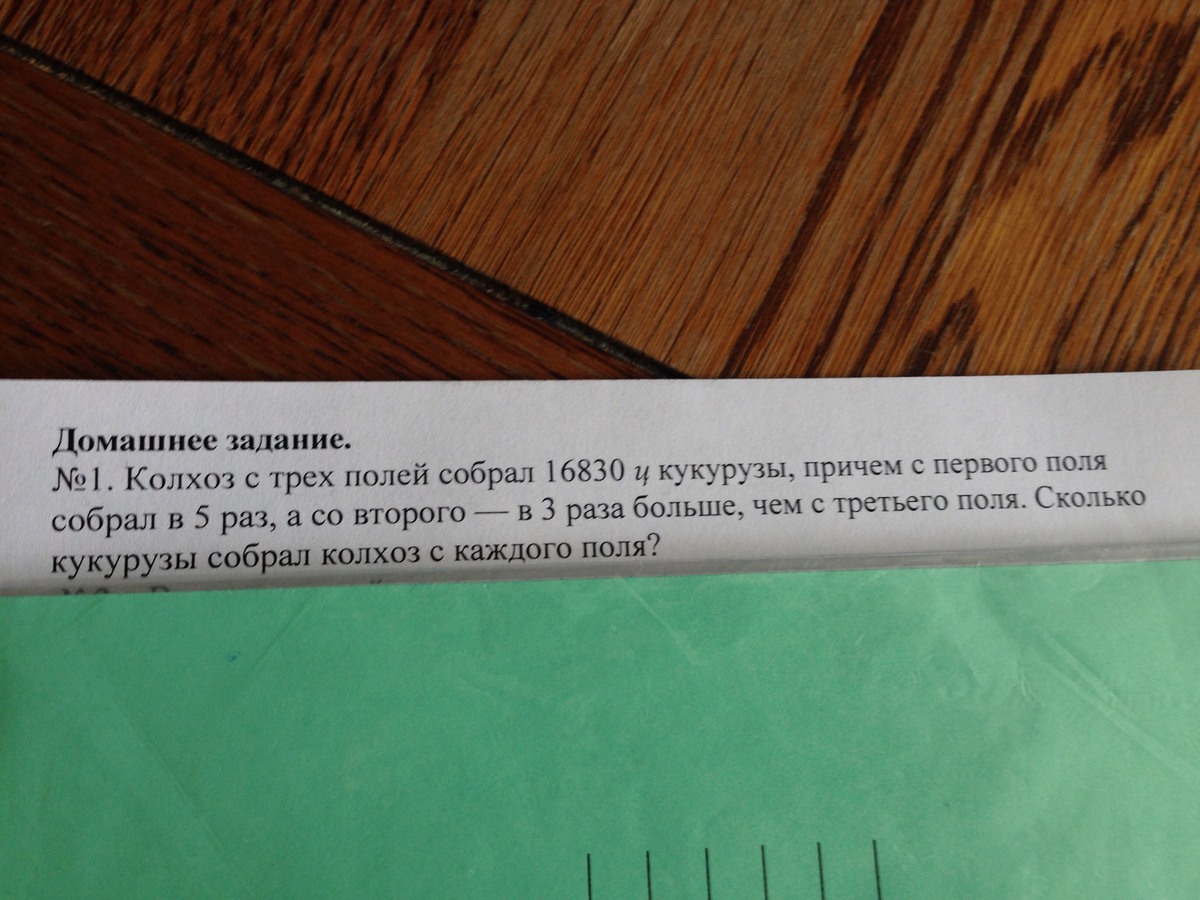 Домашнее задание.
№1. Колхоз с трех полей собрал 16830 ц кукурузы, причем с первого поля
собрал в 5 раз, а со второго — в 3 раза больше, чем с третьего поля. Сколько
кукурузы собрал колхоз с каждого поля?